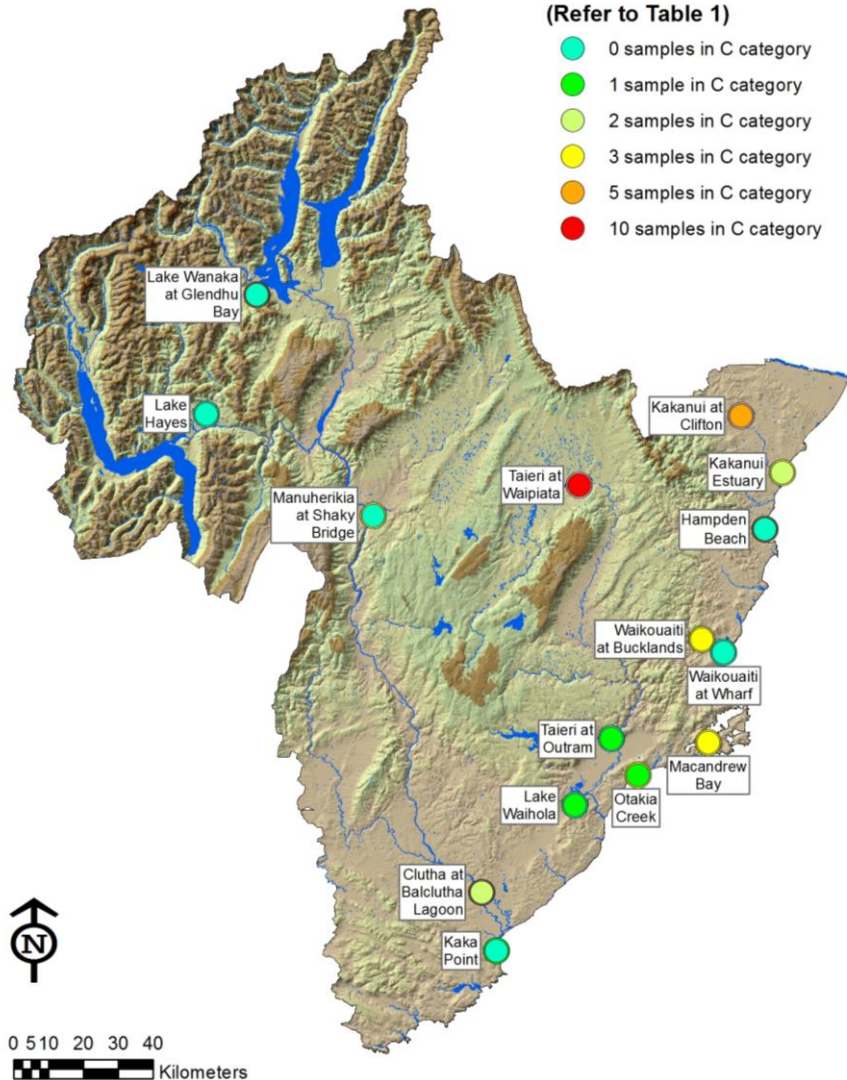 (Refer to Table 1)
0 samples in C category
1 sample in C category
2 samples in C category
3 samples in C category
5 samples in C category
10 samples in C category
Lake Wanaka
at Glendhu
Bay
Lake
Hayes
Kakanui at
Clifton
Kakanui
Estuary
Taieri at
Waipiata
Manuherikia
at Shaky
Bridge
Hampden
Beach
Waikouaiti
at Bucklands
Waikouaiti
at Wharf
Taieri at
Outram
Macandrew
Bay
Lake
Waihola
Otakia
Creek
Clutha at
Balclutha
Lagoon
Kaka
Point
N
0 5 10 20 30 40
Kilometers